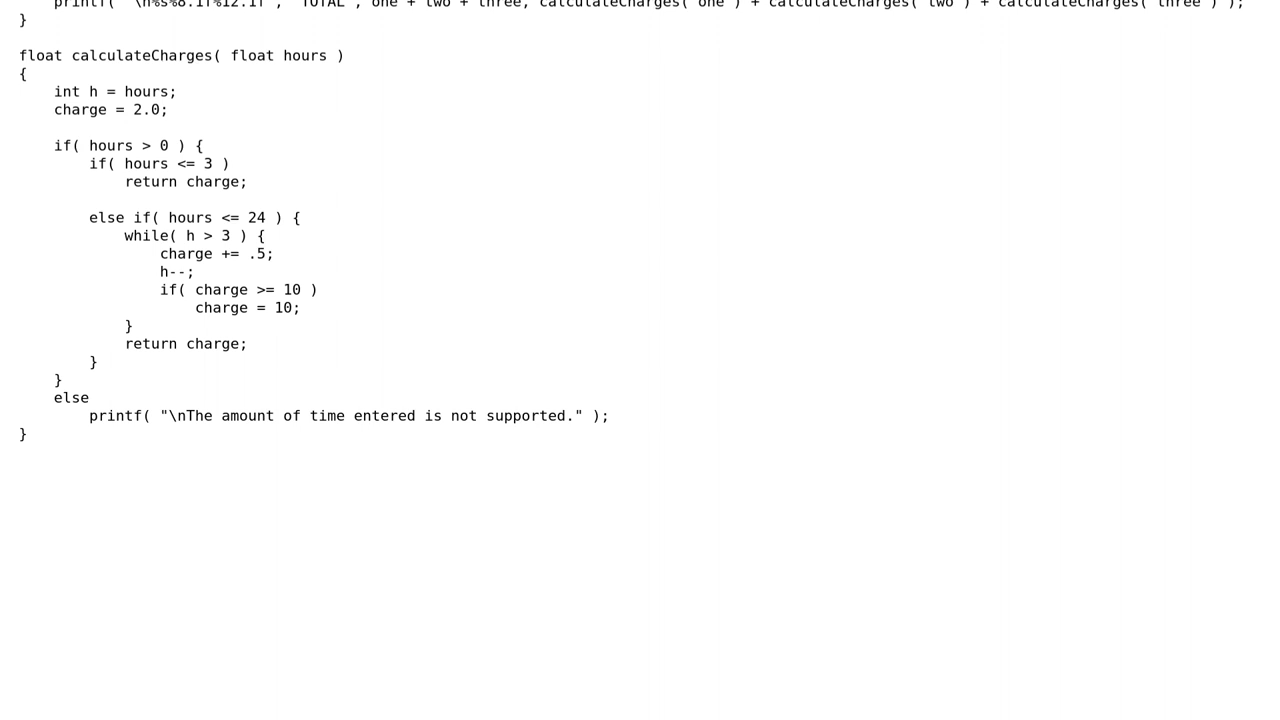 printf( "\n%s%8.1f%12.1f", "TOTAL", one + two + three, calculateCharges( one ) + calculateCharges( two ) + calculateCharges( three ) );
}

float calculateCharges( float hours )
{
    int h = hours;
    charge = 2.0;

    if( hours > 0 ) {
        if( hours <= 3 )
            return charge;

        else if( hours <= 24 ) {
            while( h > 3 ) {
                charge += .5;
                h--;
                if( charge >= 10 )
                    charge = 10;
            }
            return charge;
        }
    }
    else
        printf( "\nThe amount of time entered is not supported." );
}